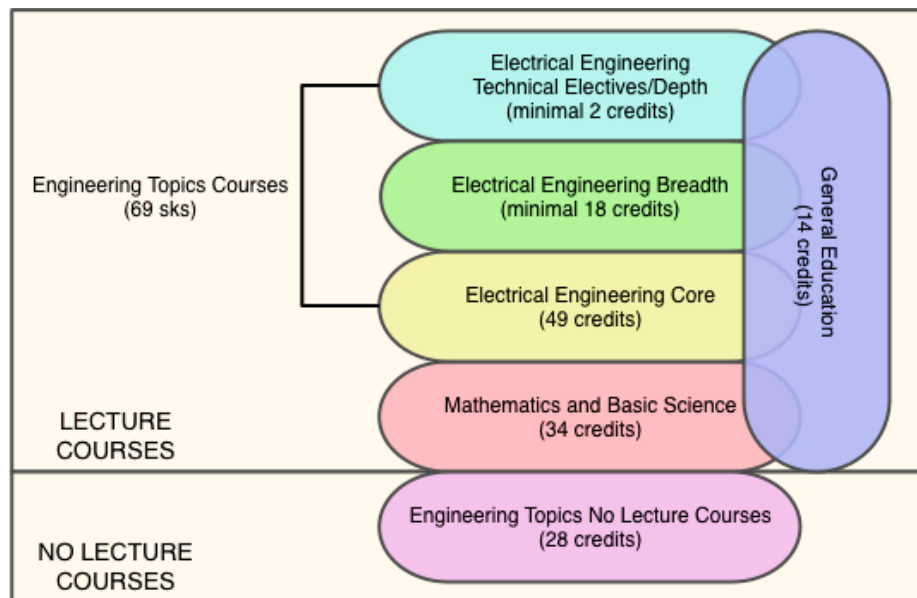 Electrical Engineering
Technical Electives/Depth
(minimal 2 credits)
Engineering Topics Courses
(69 sks)
Electrical Engineering Breadth
(minimal 18 credits)
General Education
(14 credits)
Electrical Engineering Core
(49 credits)
Mathematics and Basic Science
(34 credits)
LECTURE
COURSES
Engineering Topics No Lecture Courses
(28 credits)
NO LECTURE
COURSES